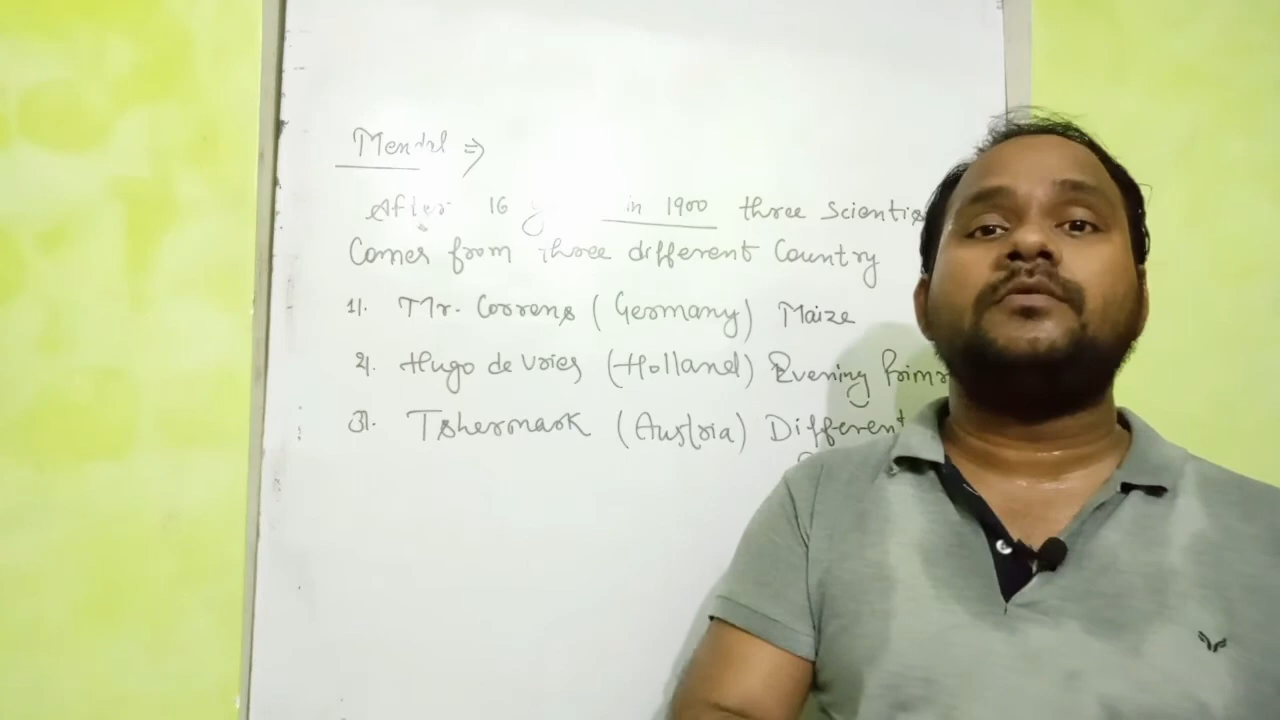 Mendel ⇒
After 16 in 1900 three Scientis
Comes from three different Country
1). Mr. Correns (Germany) Maize
2). Hugo de Vries (Holland) Evening Primr
3). Tshermark (Austria) Different